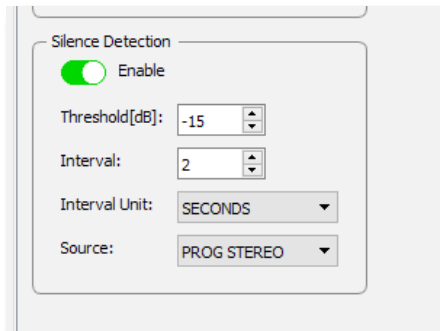 Silence Detection
Enable
Threshold[dB]: -15
Interval: 2
Interval Unit: SECONDS
Source: PROG STEREO